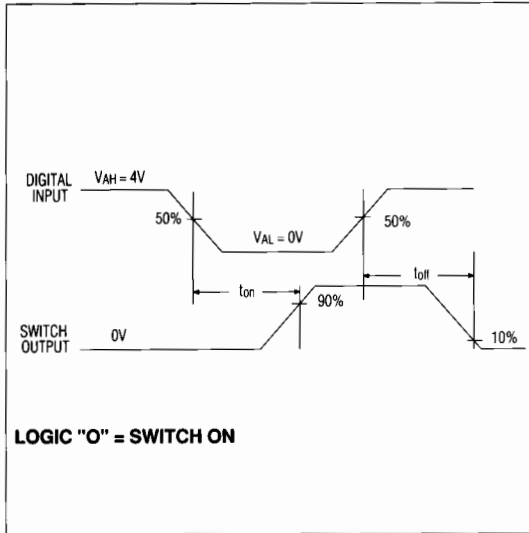 DIGITAL
INPUT
VAH = 4V
50%
VAL = 0V
50%
ton
toff
90%
SWITCH
OUTPUT
0V
10%
LOGIC "O" = SWITCH ON